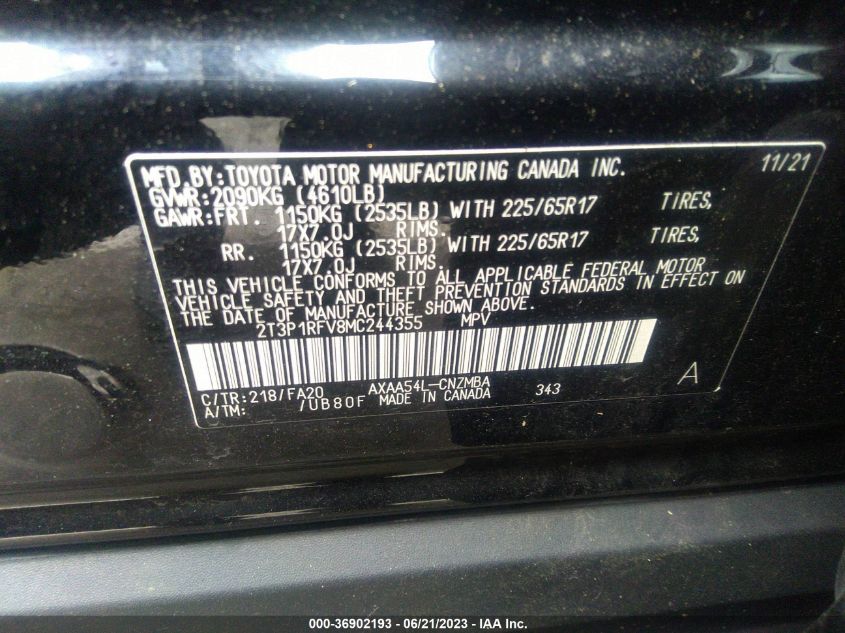 MFD.BY:TOYOTA MOTOR MANUFACTURING CANADA INC. 11/21
GVWR:2090KG (4610LB)
GAWR:FRT. 1150KG (2535LB) WITH 225/65R17 TIRES,
17X7.0J RIMS.
RR. 1150KG (2535LB) WITH 225/65R17 TIRES,
17X7.0J RIMS.
THIS VEHICLE CONFORMS TO ALL APPLICABLE FEDERAL MOTOR
VEHICLE SAFETY AND THEFT PREVENTION STANDARDS IN EFFECT ON
THE DATE OF MANUFACTURE SHOWN ABOVE.
2T3P1RFV8MC244355 MPV
C/TR:218/FA20 AXAA54L-CNZMBA 343 A
A/TM: /UB80F MADE IN CANADA
000-36902193 - 06/21/2023 - IAA Inc.